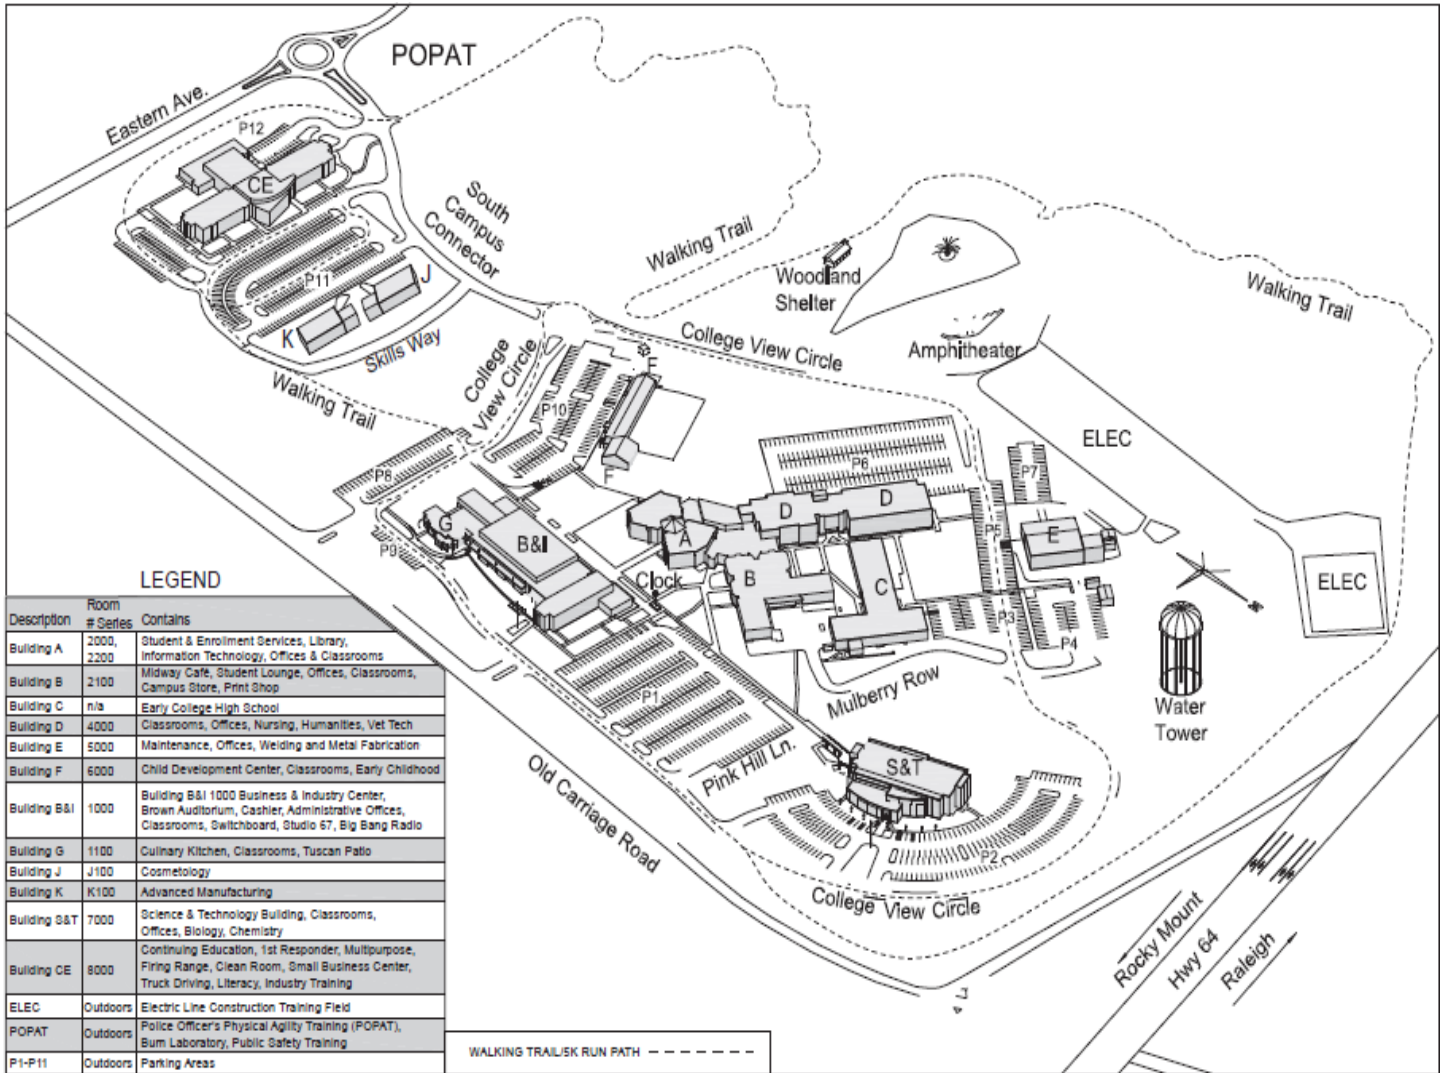 POPAT
Eastern Ave.
P12
CE
South
Campus
Connector
Walking Trail
Woodland
Shelter
Walking Trail
P11
J
K
Skills Way
College View Circle
Amphitheater
Walking Trail
College
View Circle
P10
F
F
ELEC
P8
P6
P7
G
B&I
A
D
D
P5
E
P9
Clock
B
C
ELEC
P3
P4
P1
Mulberry Row
Water
Tower
Pink Hill Ln.
S&T
Old Carriage Road
P2
College View Circle
Rocky Mount
Hwy 64
Raleigh
LEGEND
Description Room # Series Contains
Building A 2000, 2200 Student & Enrollment Services, Library,
Information Technology, Offices & Classrooms
Building B 2100 Midway Café, Student Lounge, Offices, Classrooms,
Campus Store, Print Shop
Building C n/a Early College High School
Building D 4000 Classrooms, Offices, Nursing, Humanities, Vet Tech
Building E 5000 Maintenance, Offices, Welding and Metal Fabrication
Building F 6000 Child Development Center, Classrooms, Early Childhood
Building B&I 1000 Building B&I 1000 Business & Industry Center,
Brown Auditorium, Cashier, Administrative Offices,
Classrooms, Switchboard, Studio 67, Big Bang Radio
Building G 1100 Culinary Kitchen, Classrooms, Tuscan Patio
Building J J100 Cosmetology
Building K K100 Advanced Manufacturing
Building S&T 7000 Science & Technology Building, Classrooms,
Offices, Biology, Chemistry
Building CE 8000 Continuing Education, 1st Responder, Multipurpose,
Firing Range, Clean Room, Small Business Center,
Truck Driving, Literacy, Industry Training
ELEC Outdoors Electric Line Construction Training Field
POPAT Outdoors Police Officer's Physical Agility Training (POPAT),
Burn Laboratory, Public Safety Training
P1-P11 Outdoors Parking Areas
WALKING TRAIL/5K RUN PATH